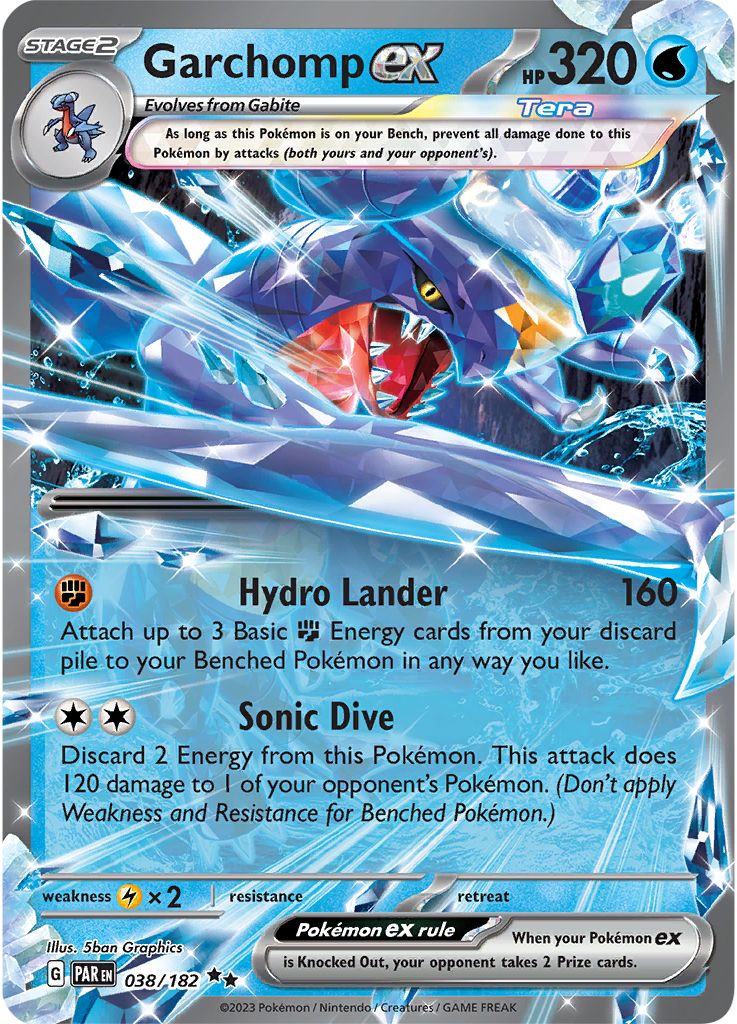 STAGE2
Garchomp ex
HP320
Evolves from Gabite
Tera
As long as this Pokémon is on your Bench, prevent all damage done to this
Pokémon by attacks (both yours and your opponent's).
Hydro Lander 160
Attach up to 3 Basic Energy cards from your discard
pile to your Benched Pokémon in any way you like.
Sonic Dive
Discard 2 Energy from this Pokémon. This attack does
120 damage to 1 of your opponent's Pokémon. (Don't apply
Weakness and Resistance for Benched Pokémon.)
weakness ×2 resistance retreat
Illus. 5ban Graphics
Pokémon ex rule
When your Pokémon ex
is Knocked Out, your opponent takes 2 Prize cards.
G PAR EN 038/182 ★★
©2023 Pokémon / Nintendo / Creatures / GAME FREAK